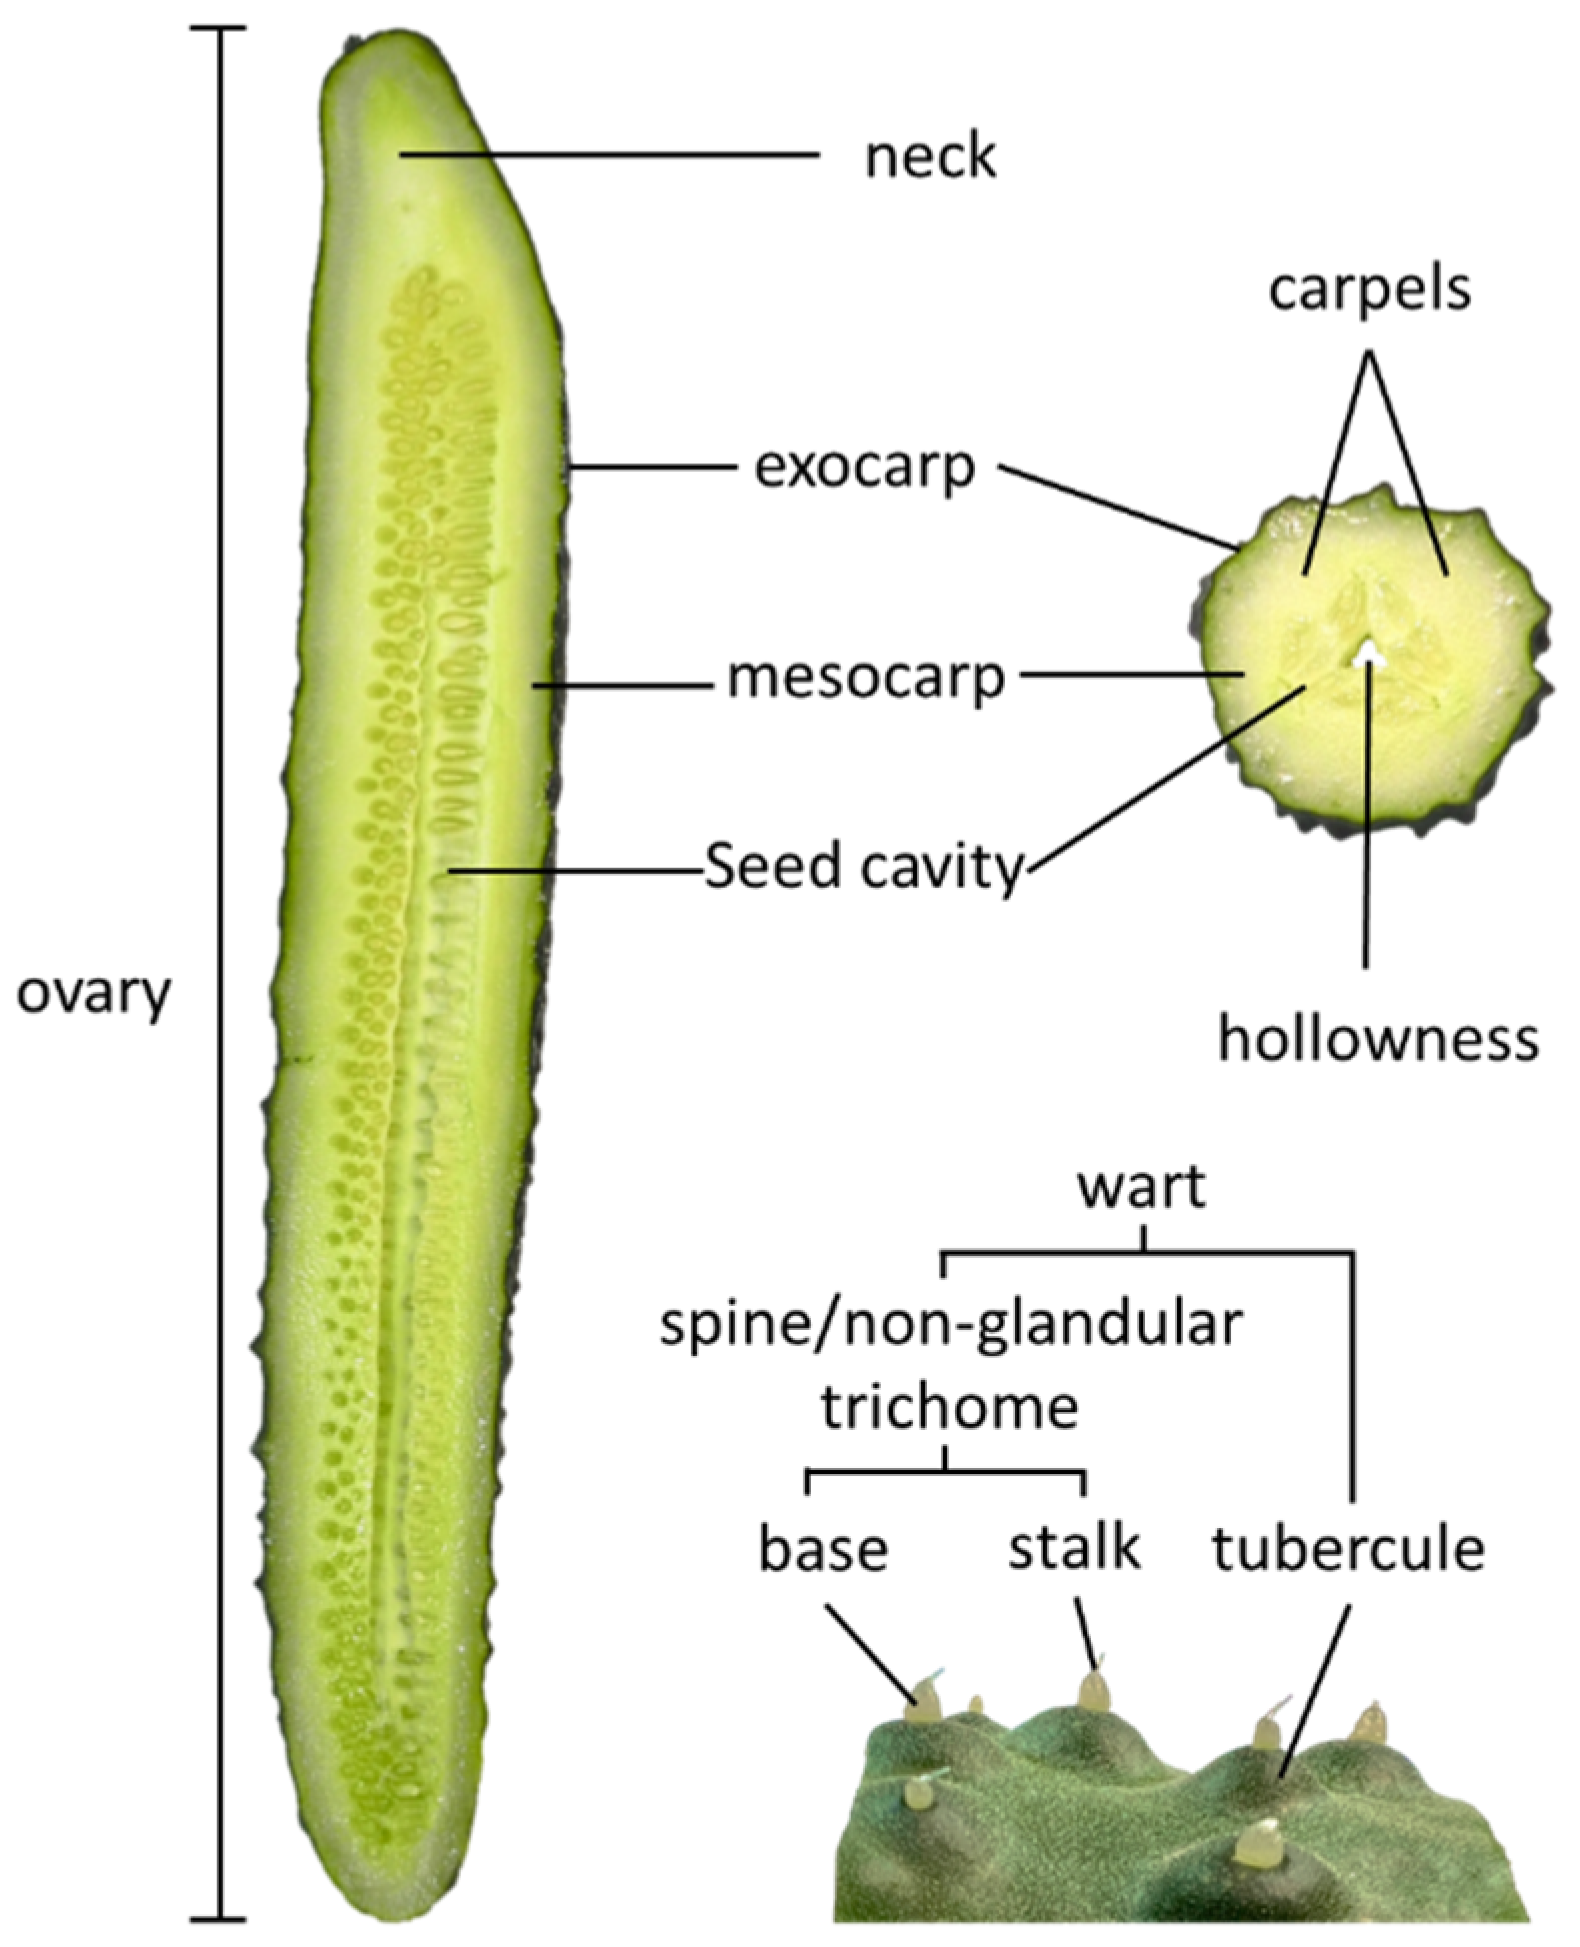 neck
carpels
exocarp
mesocarp
Seed cavity
ovary
hollowness
wart
spine/non-glandular
trichome
base
stalk
tubercule